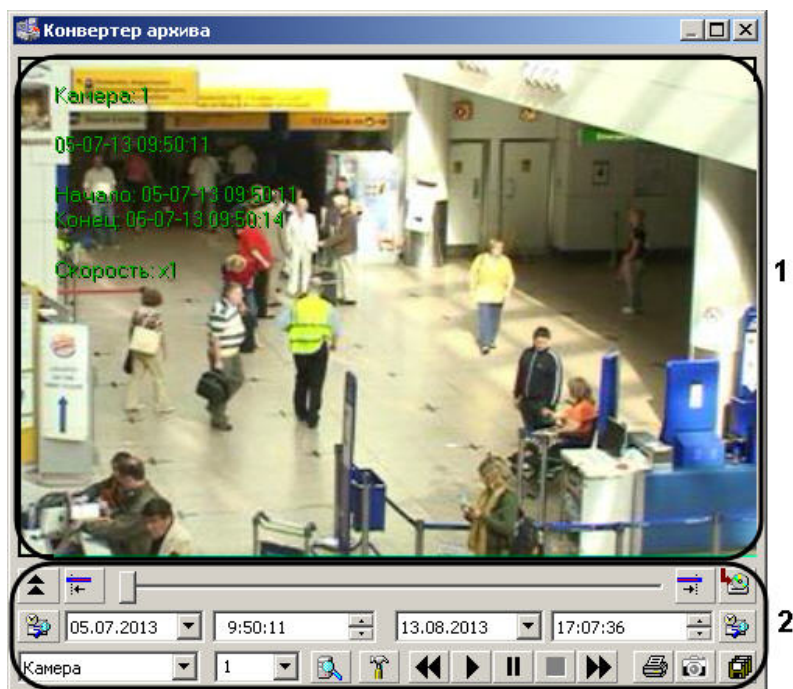 Конвертер архива
Камера: 1
05-07-13 09:50:11
Начало: 05-07-13 09:50:11
Конец: 05-07-13 09:50:14
Скорость: x1
1
05.07.2013 9:50:11 13.08.2013 17:07:36
2
Камера 1